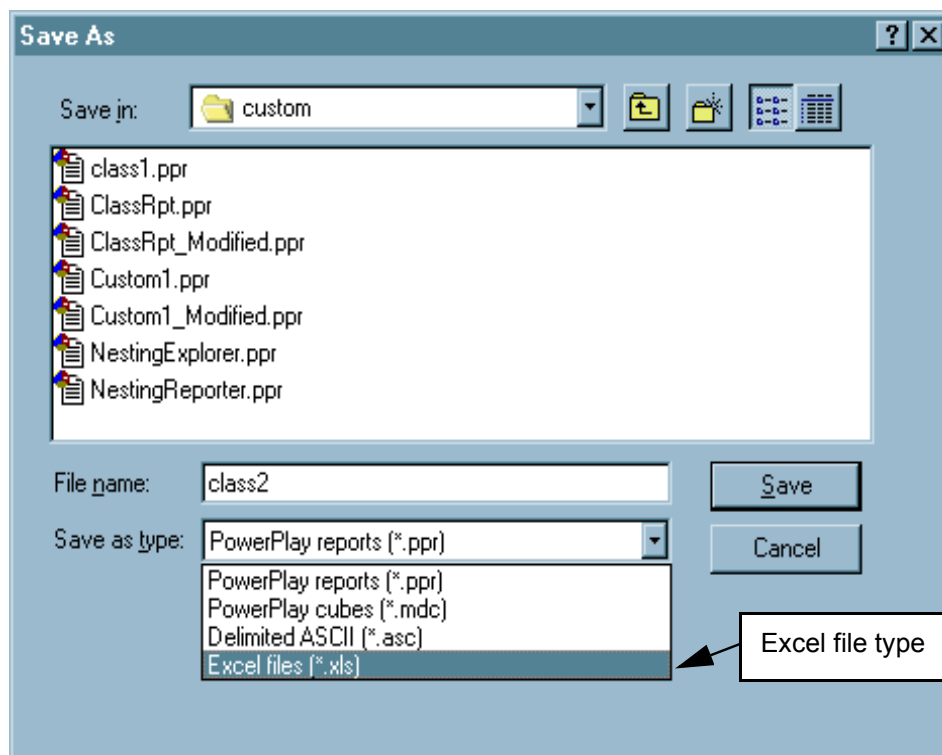 Save As
Save in: custom
class1.ppr
ClassRpt.ppr
ClassRpt_Modified.ppr
Custom1.ppr
Custom1_Modified.ppr
NestingExplorer.ppr
NestingReporter.ppr
File name: class2 Save
Save as type: PowerPlay reports (*.ppr) Cancel
PowerPlay reports (*.ppr)
PowerPlay cubes (*.mdc)
Delimited ASCII (*.asc)
Excel files (*.xls)
Excel file type